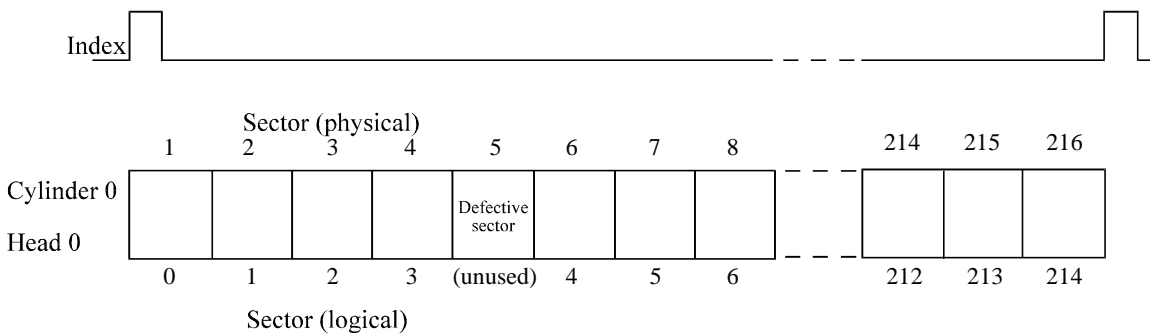 Index
Sector (physical)
1 2 3 4 5 6 7 8 214 215 216
Cylinder 0
Defective
sector
Head 0
0 1 2 3 (unused) 4 5 6 212 213 214
Sector (logical)